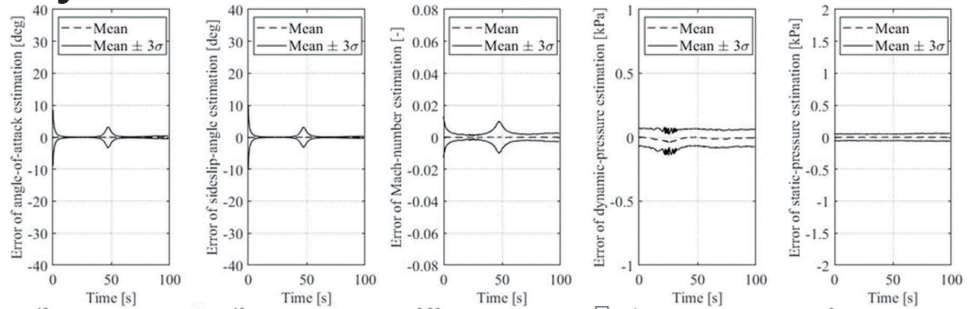 Error of angle-of-attack estimation [deg]
40
30
20
10
0
-10
-20
-30
-40
Mean
Mean ± 3σ
0
50
100
Time [s]
Error of sideslip-angle estimation [deg]
40
30
20
10
0
-10
-20
-30
-40
Mean
Mean ± 3σ
0
50
100
Time [s]
Error of Mach-number estimation [-]
0.08
0.06
0.04
0.02
0
-0.02
-0.04
-0.06
-0.08
Mean
Mean ± 3σ
0
50
100
Time [s]
Error of dynamic-pressure estimation [kPa]
1
0.5
0
-0.5
-1
Mean
Mean ± 3σ
0
50
100
Time [s]
Error of static-pressure estimation [kPa]
2
1.5
1
0.5
0
-0.5
-1
-1.5
-2
Mean
Mean ± 3σ
0
50
100
Time [s]